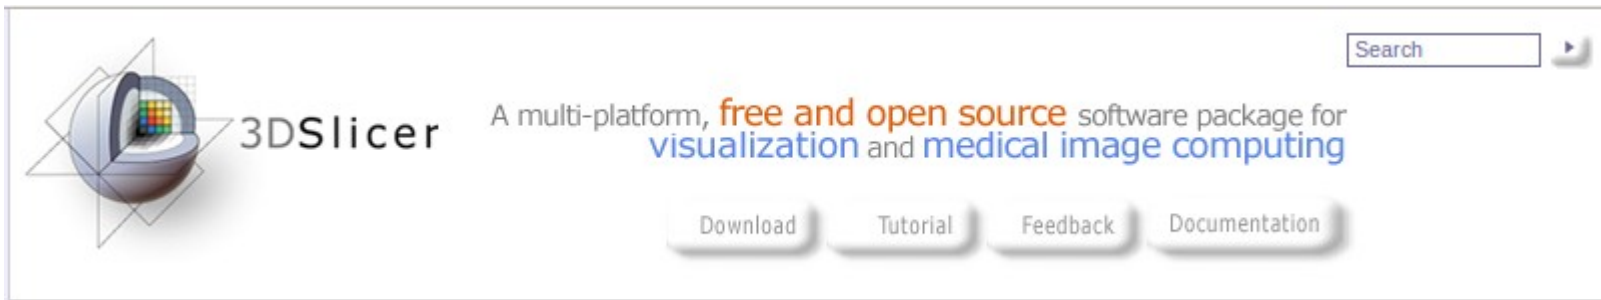 Search
3DSlicer
A multi-platform, free and open source software package for
visualization and medical image computing
Download Tutorial Feedback Documentation